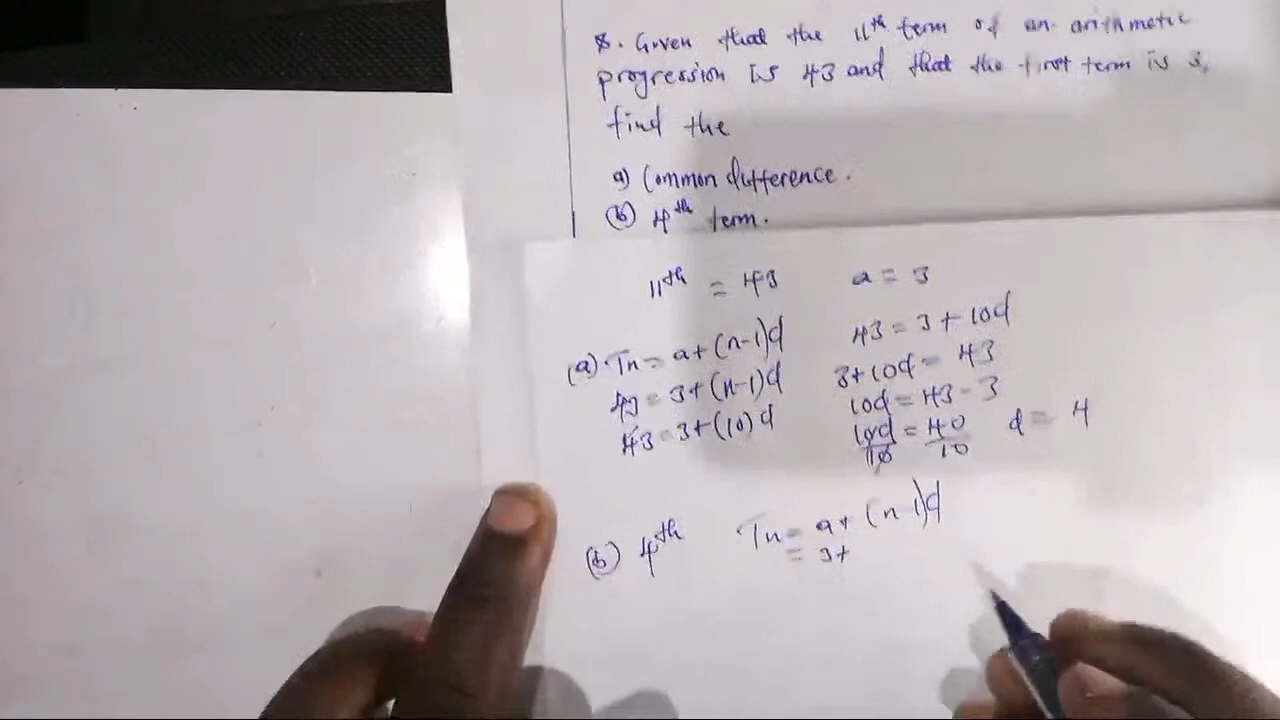 8. Given that the 11th term of an arithmetic
progression is 43 and that the first term is 3,
find the
a) Common difference.
(b) 4th term.
11th = 43 a = 3
(a) Tn = a + (n-1)d
43 = 3 + (n-1)d
43 = 3 + (10)d
43 = 3 + 10d
3 + 10d = 43
10d = 43 - 3
10d/10 = 40/10 d = 4
(b) 4th Tn = a + (n-1)d
= 3+